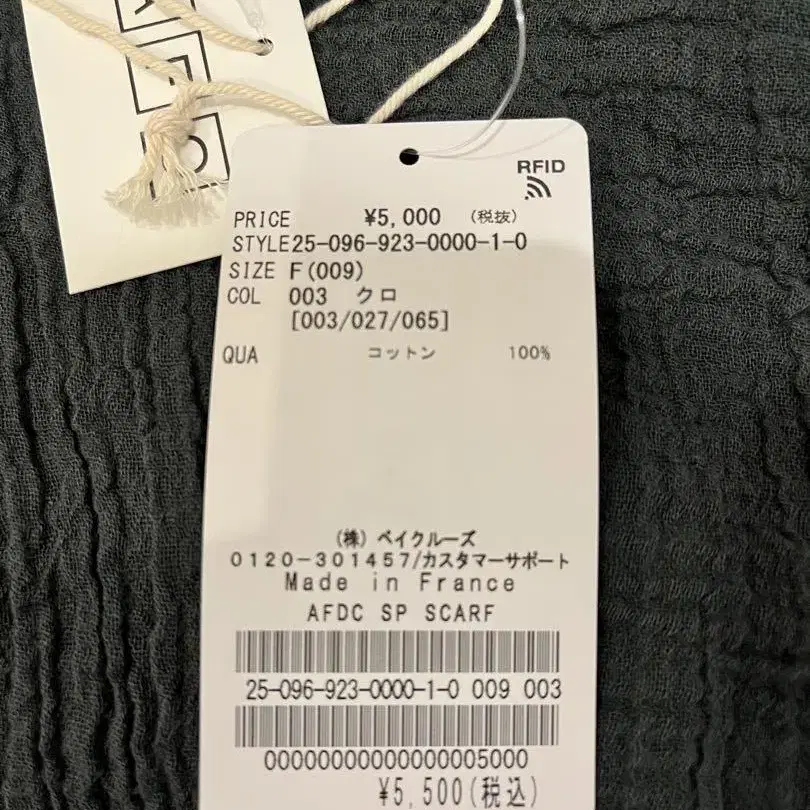 RFID
PRICE ¥5,000 (税抜)
STYLE25-096-923-0000-1-0
SIZE F(009)
COL 003 クロ
[003/027/065]
QUA コットン 100%
(株) ベイクルーズ
0120-301457/カスタマーサポート
Made in France
AFDC SP SCARF
25-096-923-0000-1-0 009 003
00000000000000005000
¥5,500(税込)